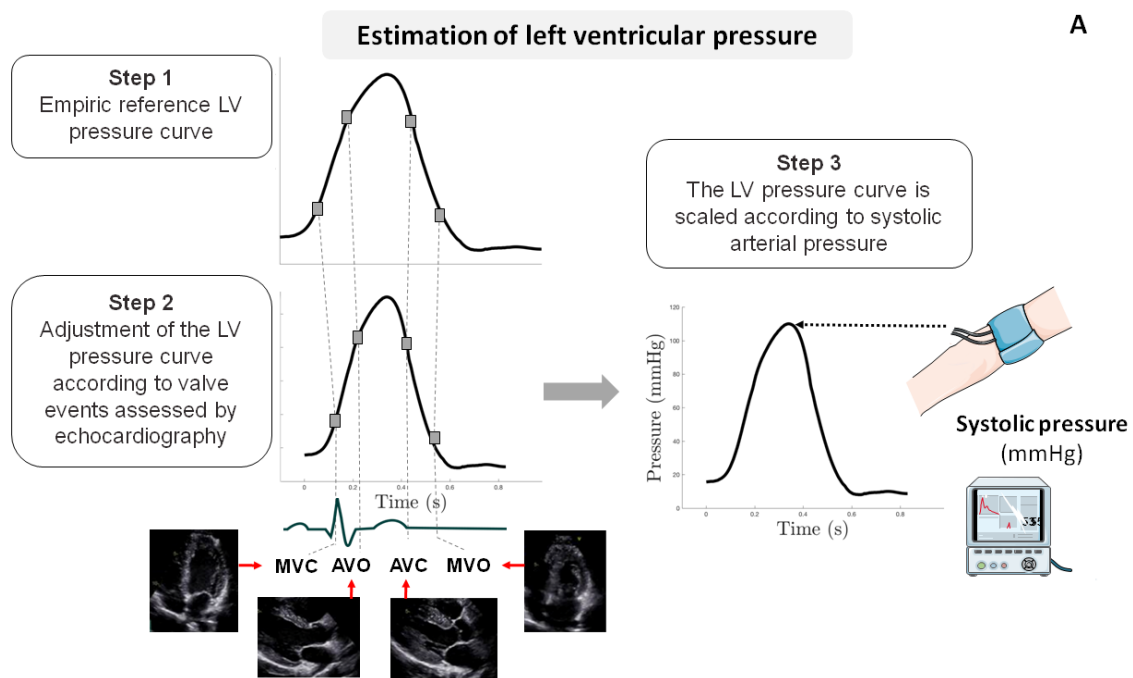 Estimation of left ventricular pressure
A
Step 1
Empiric reference LV
pressure curve
Step 2
Adjustment of the LV
pressure curve
according to valve
events assessed by
echocardiography
0
0.2
0.4
0.6
0.8
Time (s)
MVC
AVO
AVC
MVO
Step 3
The LV pressure curve is
scaled according to systolic
arterial pressure
Pressure (mmHg)
120
100
80
60
40
20
0
0
0.2
0.4
0.6
0.8
Time (s)
Systolic pressure
(mmHg)
335